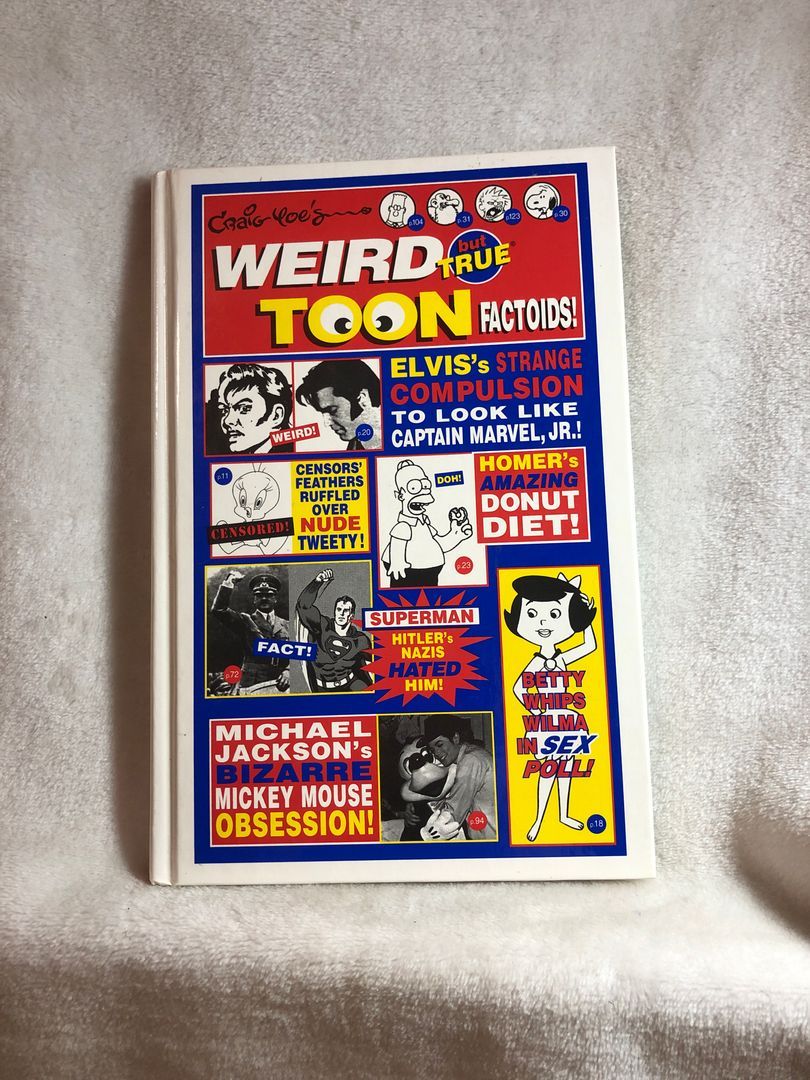 Craig Yoe's
p.104
p.31
p.123
p.30
WEIRD
but
TRUE®
TOON
FACTOIDS!
WEIRD!
p.20
ELVIS's STRANGE
COMPULSION
TO LOOK LIKE
CAPTAIN MARVEL, JR.!
p.11
CENSORED!
CENSORS'
FEATHERS
RUFFLED
OVER
NUDE
TWEETY!
DOH!
p.23
HOMER's
AMAZING
DONUT
DIET!
FACT!
p.72
SUPERMAN
HITLER's
NAZIS
HATED
HIM!
BETTY
WHIPS
WILMA
IN SEX
POLL!
p.18
MICHAEL
JACKSON's
BIZARRE
MICKEY MOUSE
OBSESSION!
p.94